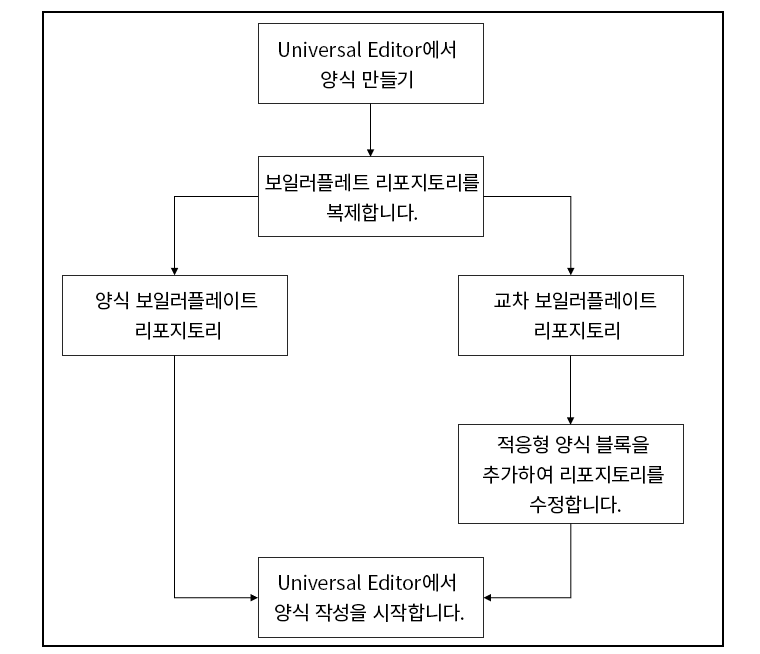 Universal Editor에서
양식 만들기
보일러플레트 리포지토리를
복제합니다.
양식 보일러플레이트
리포지토리
교차 보일러플레이트
리포지토리
적응형 양식 블록을
추가하여 리포지토리를
수정합니다.
Universal Editor에서
양식 작성을 시작합니다.